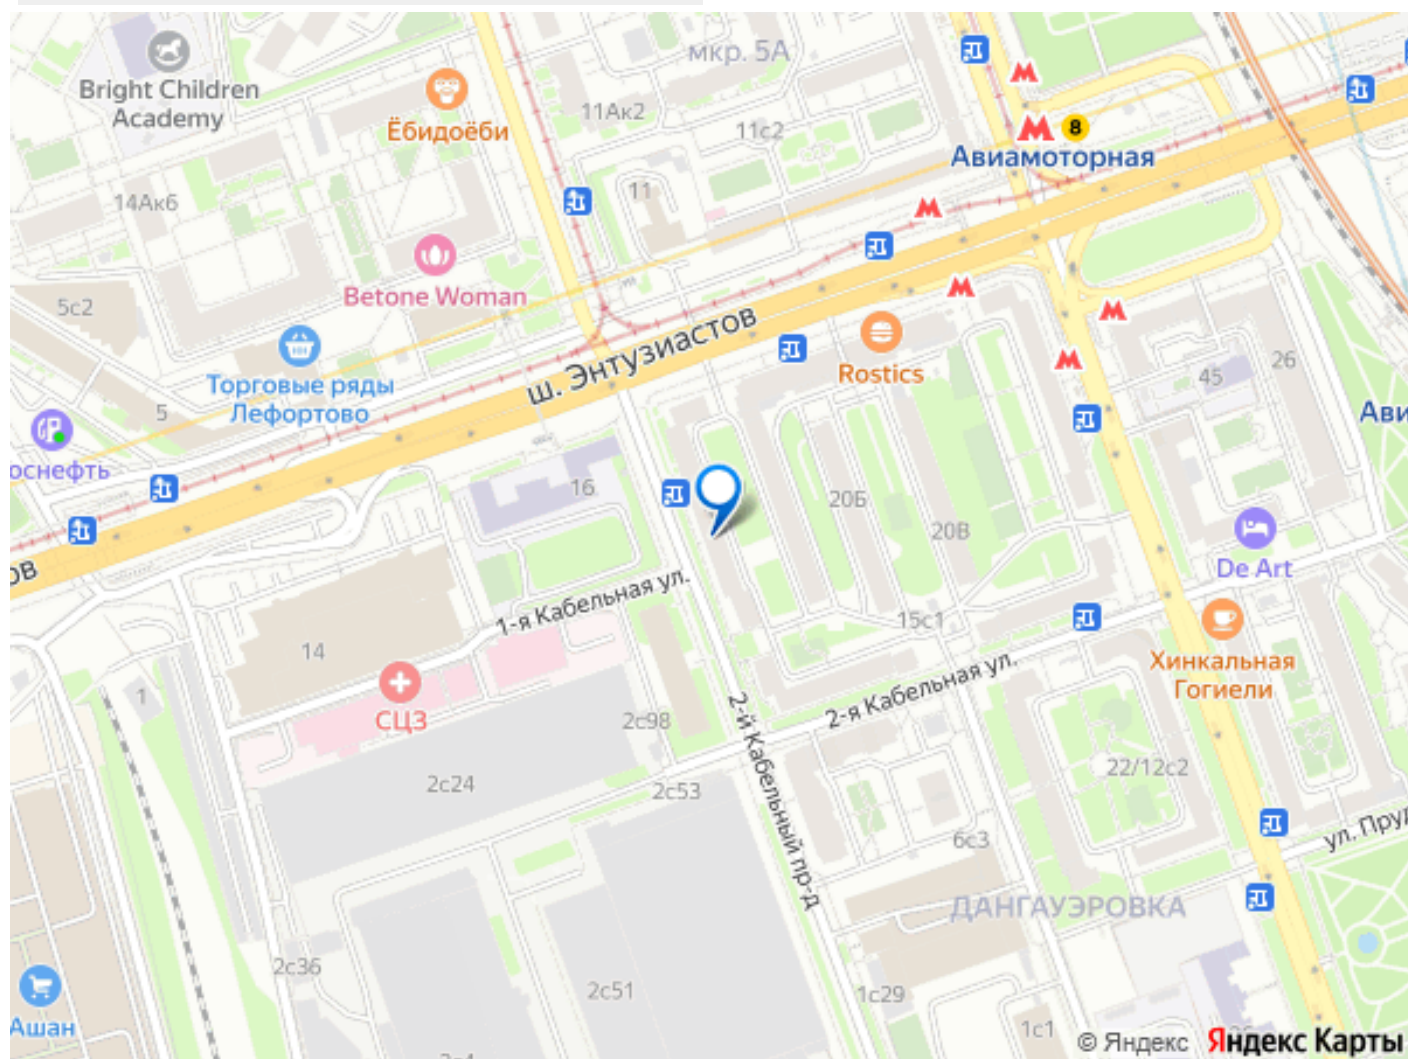 мкр. 5А
Bright Children
Academy
Ёбидоёби
11Ак2
11с2
8
Авиамоторная
14Ак6
11
Betone Woman
5с2
ш. Энтузиастов
Rostics
26
45
Торговые ряды
Лефортово
5
Ави
оснефть
16
20Б
20В
De Art
ов
1-я Кабельная ул.
15с1
14
2-я Кабельная ул.
Хинкальная
Гогиели
1
СЦЗ
2с98
2-й Кабельный пр-д
22/12с2
2с24
2с53
6с3
ул. Пруд
ДАНГАУЭРОВКА
2с36
2с51
1с29
Ашан
1с1
© Яндекс Яндекс Карты